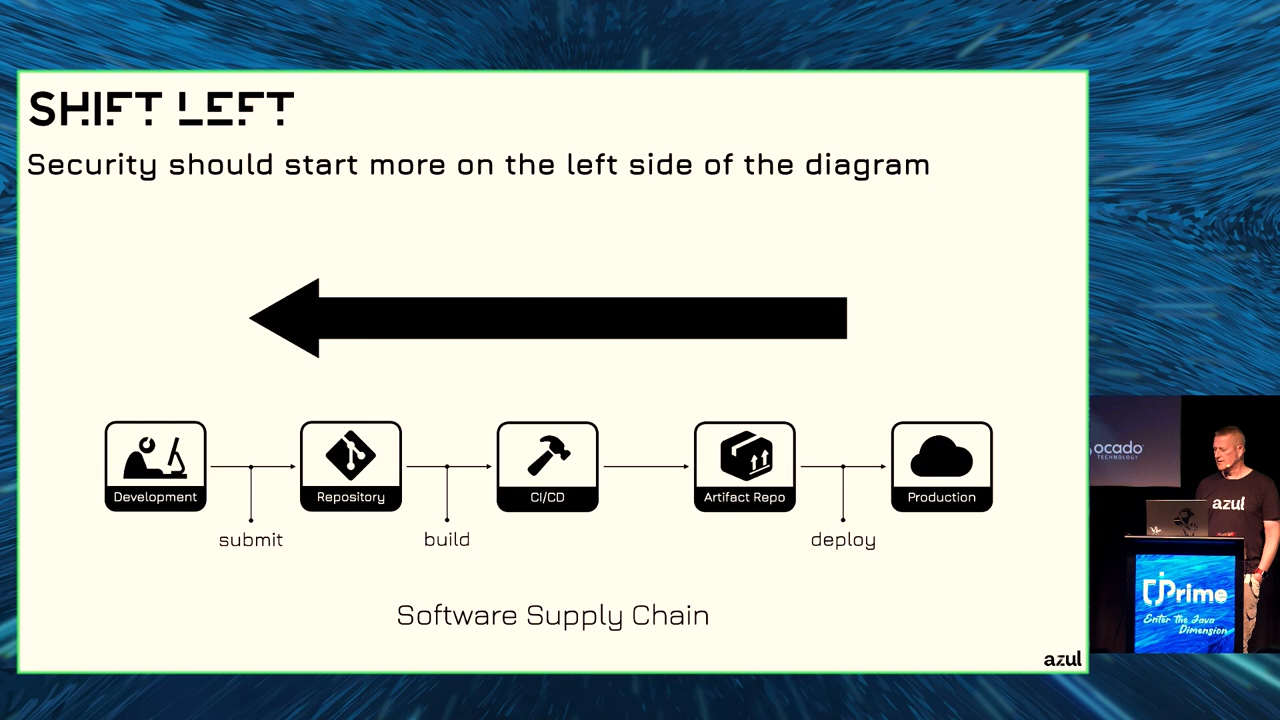 SHIFT LEFT
Security should start more on the left side of the diagram
Development
Repository
CI/CD
Artifact Repo
Production
submit
build
deploy
Software Supply Chain
azul
ocado
TECHNOLOGY
azul
jPrime
Enter the Java
Dimension